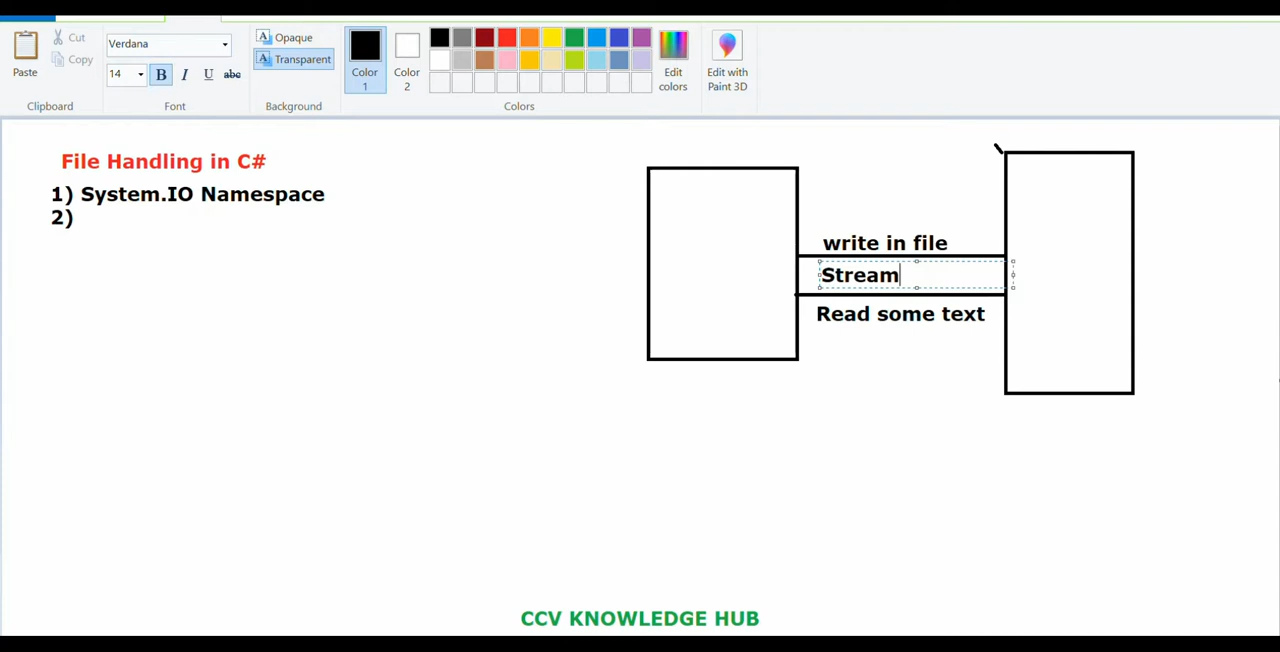 Cut
Copy
Paste
Clipboard
Verdana
14
B I U abc
Font
A Opaque
A Transparent
Background
Color 1
Color 2
Edit colors
Colors
Edit with Paint 3D
File Handling in C#
1) System.IO Namespace
2)
write in file
Stream
Read some text
CCV KNOWLEDGE HUB